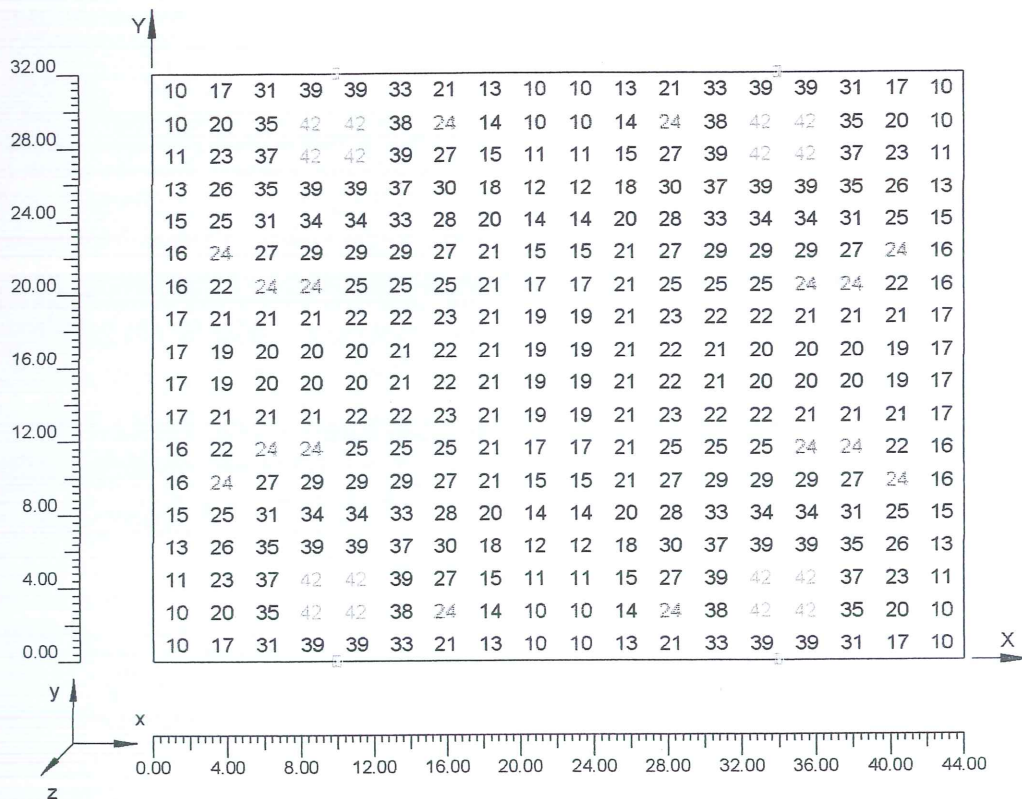 Y
32.00
10 17 31 39 39 33 21 13 10 10 13 21 33 39 39 31 17 10
10 20 35 42 42 38 24 14 10 10 14 24 38 42 42 35 20 10
28.00
11 23 37 42 42 39 27 15 11 11 15 27 39 42 42 37 23 11
13 26 35 39 39 37 30 18 12 12 18 30 37 39 39 35 26 13
24.00
15 25 31 34 34 33 28 20 14 14 20 28 33 34 34 31 25 15
16 24 27 29 29 29 27 21 15 15 21 27 29 29 29 27 24 16
20.00
16 22 24 24 25 25 25 21 17 17 21 25 25 25 24 24 22 16
17 21 21 21 22 22 23 21 19 19 21 23 22 22 21 21 21 17
16.00
17 19 20 20 20 21 22 21 19 19 21 22 21 20 20 20 19 17
17 19 20 20 20 21 22 21 19 19 21 22 21 20 20 20 19 17
12.00
17 21 21 21 22 22 23 21 19 19 21 23 22 22 21 21 21 17
16 22 24 24 25 25 25 21 17 17 21 25 25 25 24 24 22 16
8.00
16 24 27 29 29 29 27 21 15 15 21 27 29 29 29 27 24 16
15 25 31 34 34 33 28 20 14 14 20 28 33 34 34 31 25 15
13 26 35 39 39 37 30 18 12 12 18 30 37 39 39 35 26 13
4.00
11 23 37 42 42 39 27 15 11 11 15 27 39 42 42 37 23 11
10 20 35 42 42 38 24 14 10 10 14 24 38 42 42 35 20 10
0.00
10 17 31 39 39 33 21 13 10 10 13 21 33 39 39 31 17 10
X
y
x
z
0.00 4.00 8.00 12.00 16.00 20.00 24.00 28.00 32.00 36.00 40.00 44.00